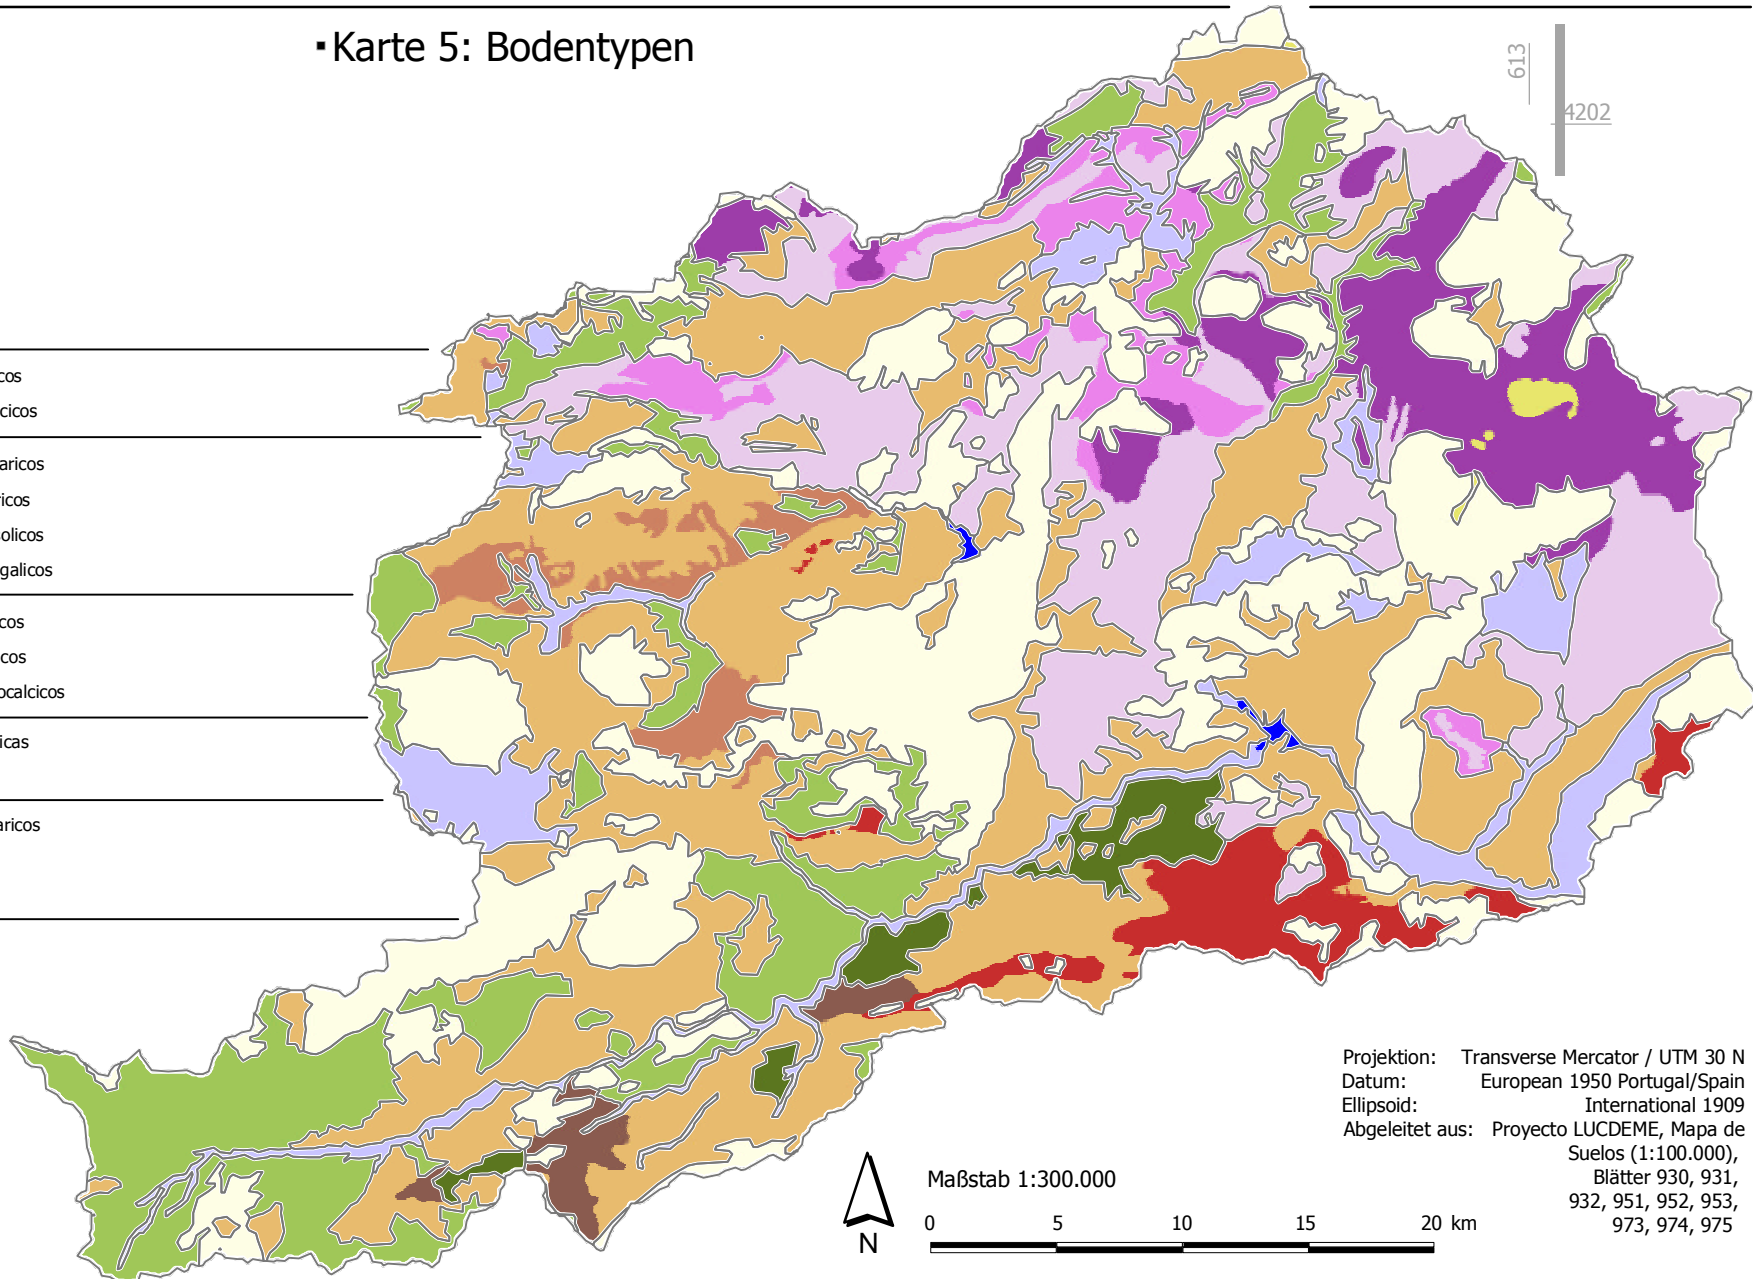 ▪Karte 5: Bodentypen
613
4202
cos
cicos
aricos
ricos
olicos
galicos
cos
cos
ocalcicos
icas
aricos
Projektion: Transverse Mercator / UTM 30 N
Datum: European 1950 Portugal/Spain
Ellipsoid: International 1909
Abgeleitet aus: Proyecto LUCDEME, Mapa de
Suelos (1:100.000),
Blätter 930, 931,
932, 951, 952, 953,
973, 974, 975
Maßstab 1:300.000
0 5 10 15 20 km
N